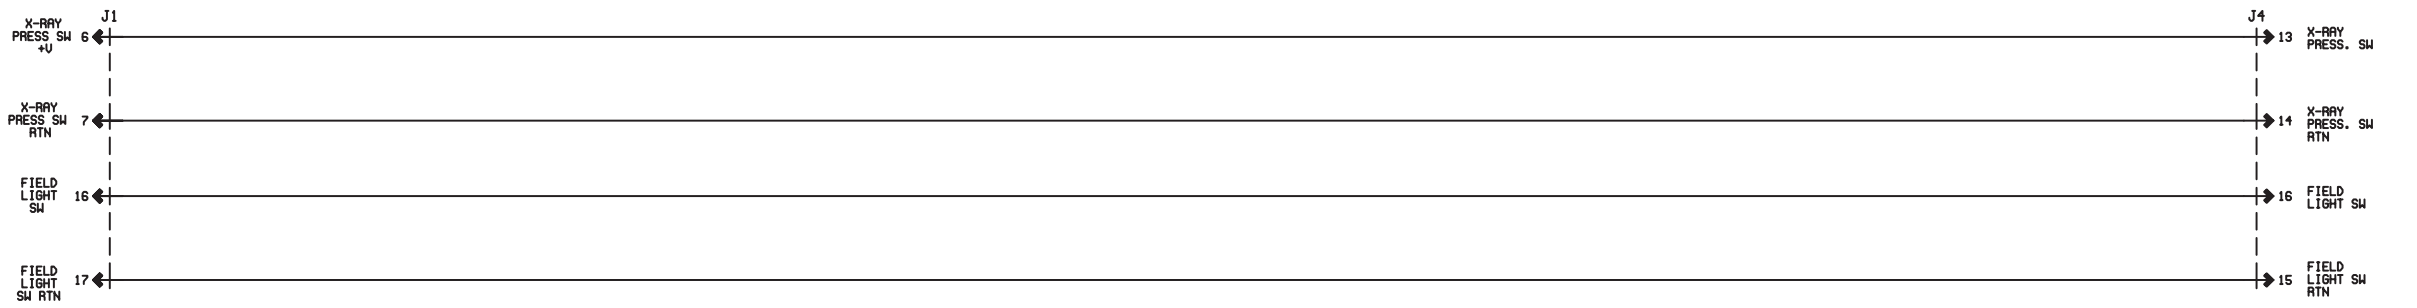 J1
J4
X-RAY
PRESS SW
+V
6
13
X-RAY
PRESS. SW
X-RAY
PRESS SW
RTN
7
14
X-RAY
PRESS. SW
RTN
FIELD
LIGHT
SW
16
16
FIELD
LIGHT SW
FIELD
LIGHT
SW RTN
17
15
FIELD
LIGHT SW
RTN